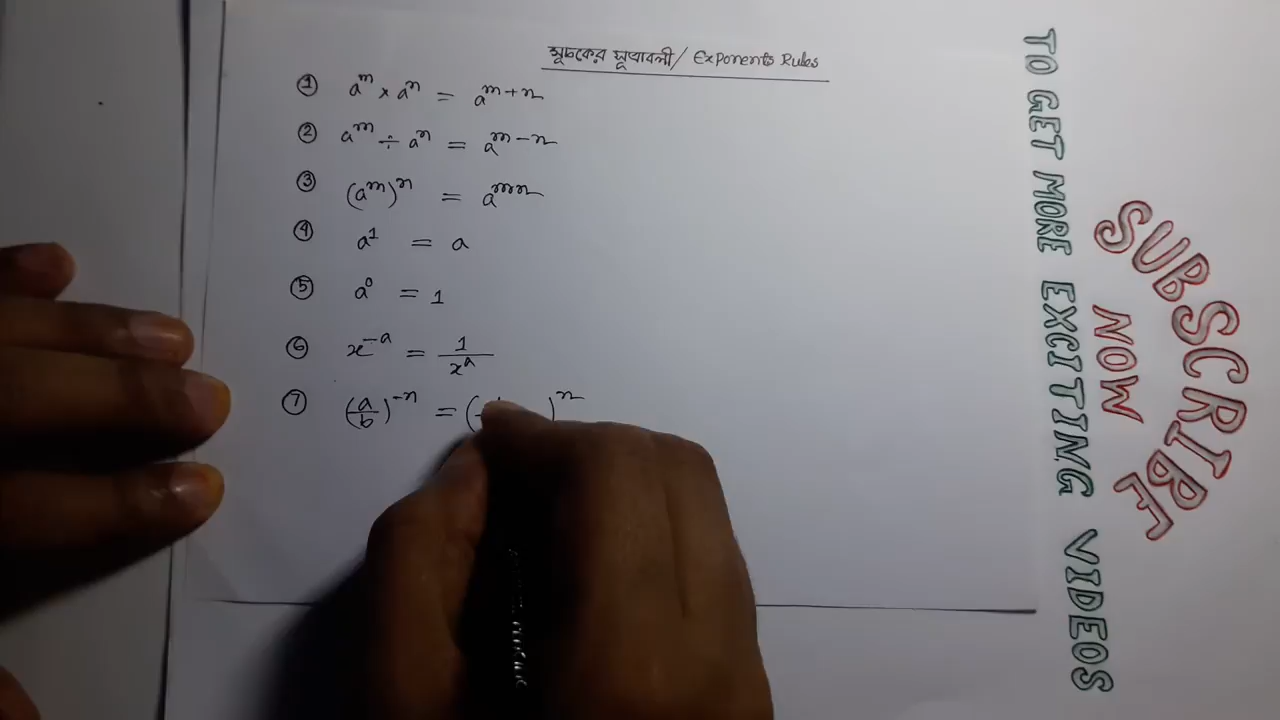 সূচকের সূত্রাবলী / Exponents Rules
① aᵐ × aⁿ = aᵐ⁺ⁿ
② aᵐ ÷ aⁿ = aᵐ⁻ⁿ
③ (aᵐ)ⁿ = aᵐⁿ
④ a¹ = a
⑤ a⁰ = 1
⑥ x⁻ᵃ = 1/xᵃ
⑦ (a/b)⁻ⁿ = ( )ⁿ
TO GET MORE EXCITING VIDEOS
SUBSCRIBE
NOW